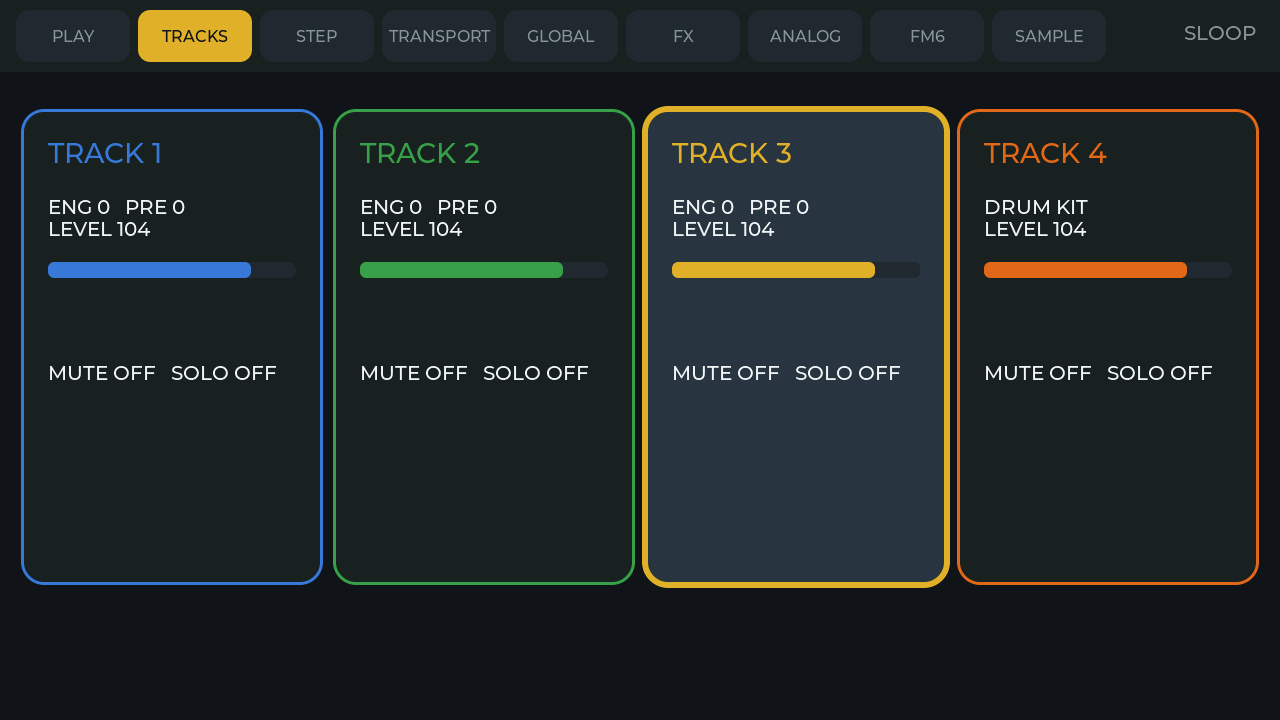 PLAY TRACKS STEP TRANSPORT GLOBAL FX ANALOG FM6 SAMPLE SLOOP
TRACK 1
ENG 0 PRE 0
LEVEL 104
MUTE OFF SOLO OFF
TRACK 2
ENG 0 PRE 0
LEVEL 104
MUTE OFF SOLO OFF
TRACK 3
ENG 0 PRE 0
LEVEL 104
MUTE OFF SOLO OFF
TRACK 4
DRUM KIT
LEVEL 104
MUTE OFF SOLO OFF